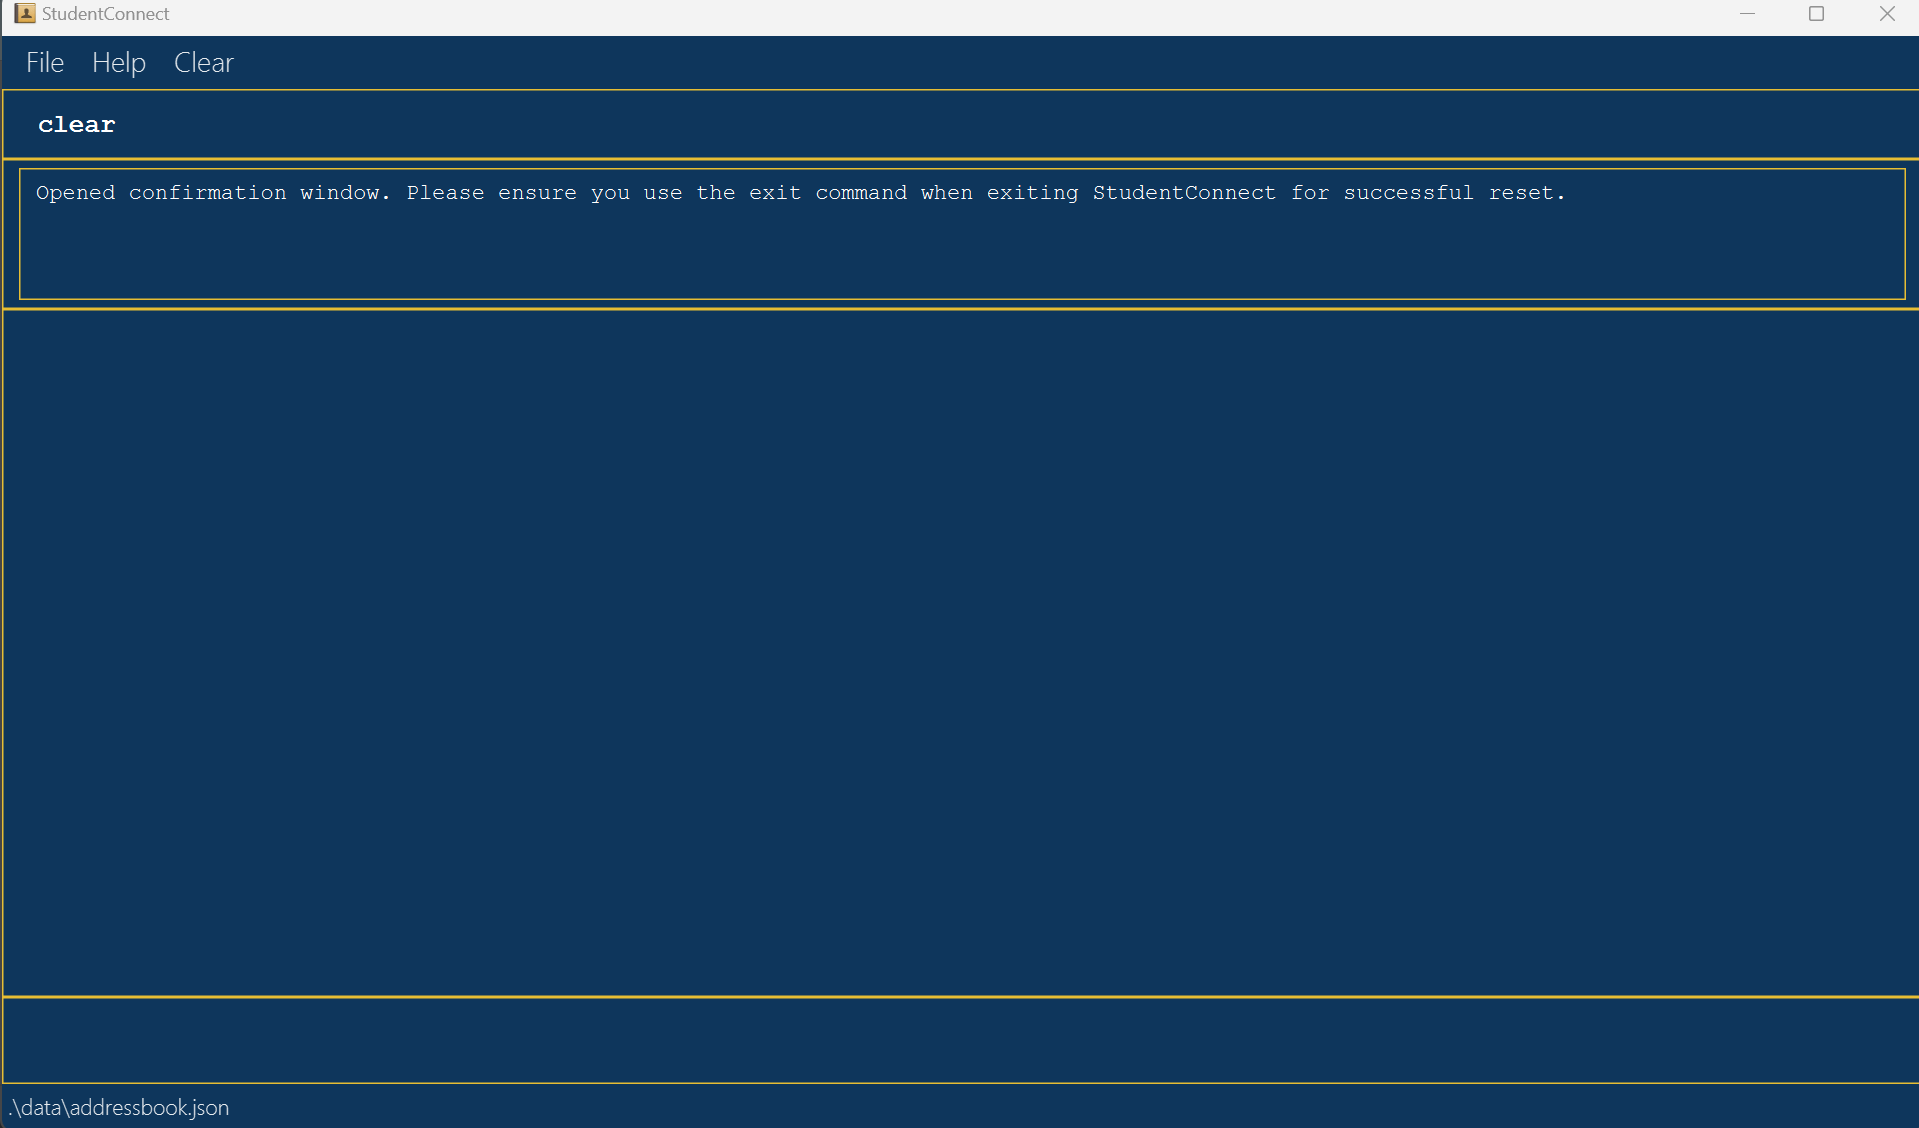 StudentConnect
File Help Clear
clear
Opened confirmation window. Please ensure you use the exit command when exiting StudentConnect for successful reset.
.\data\addressbook.json